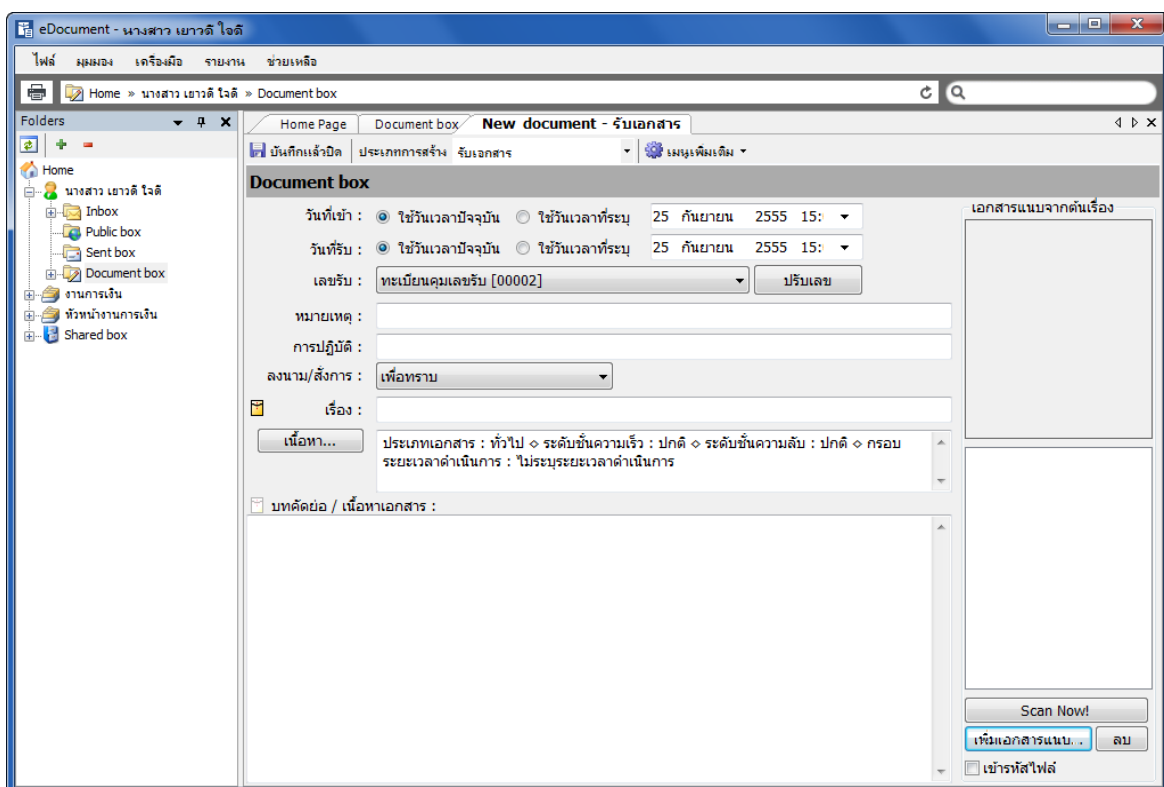 eDocument - นางสาว เยาวดี ใจดี
ไฟล์ มุมมอง เครื่องมือ รายงาน ช่วยเหลือ
Home » นางสาว เยาวดี ใจดี » Document box
Folders
Home
นางสาว เยาวดี ใจดี
Inbox
Public box
Sent box
Document box
งานการเงิน
หัวหน้างานการเงิน
Shared box
Home Page Document box New document - รับเอกสาร
บันทึกแล้วปิด ประเภทการสร้าง รับเอกสาร เมนูเพิ่มเติม
Document box
วันที่เข้า : ใช้วันเวลาปัจจุบัน ใช้วันเวลาที่ระบุ 25 กันยายน 2555 15:
วันที่รับ : ใช้วันเวลาปัจจุบัน ใช้วันเวลาที่ระบุ 25 กันยายน 2555 15:
เลขรับ : ทะเบียนคุมเลขรับ [00002] ปรับเลข
หมายเหตุ :
การปฏิบัติ :
ลงนาม/สั่งการ : เพื่อทราบ
เรื่อง :
เนื้อหา... ประเภทเอกสาร : ทั่วไป ◇ ระดับชั้นความเร็ว : ปกติ ◇ ระดับชั้นความลับ : ปกติ ◇ กรอบ
ระยะเวลาดำเนินการ : ไม่ระบุระยะเวลาดำเนินการ
บทคัดย่อ / เนื้อหาเอกสาร :
เอกสารแนบจากต้นเรื่อง
Scan Now!
เพิ่มเอกสารแนบ... ลบ
เข้ารหัสไฟล์